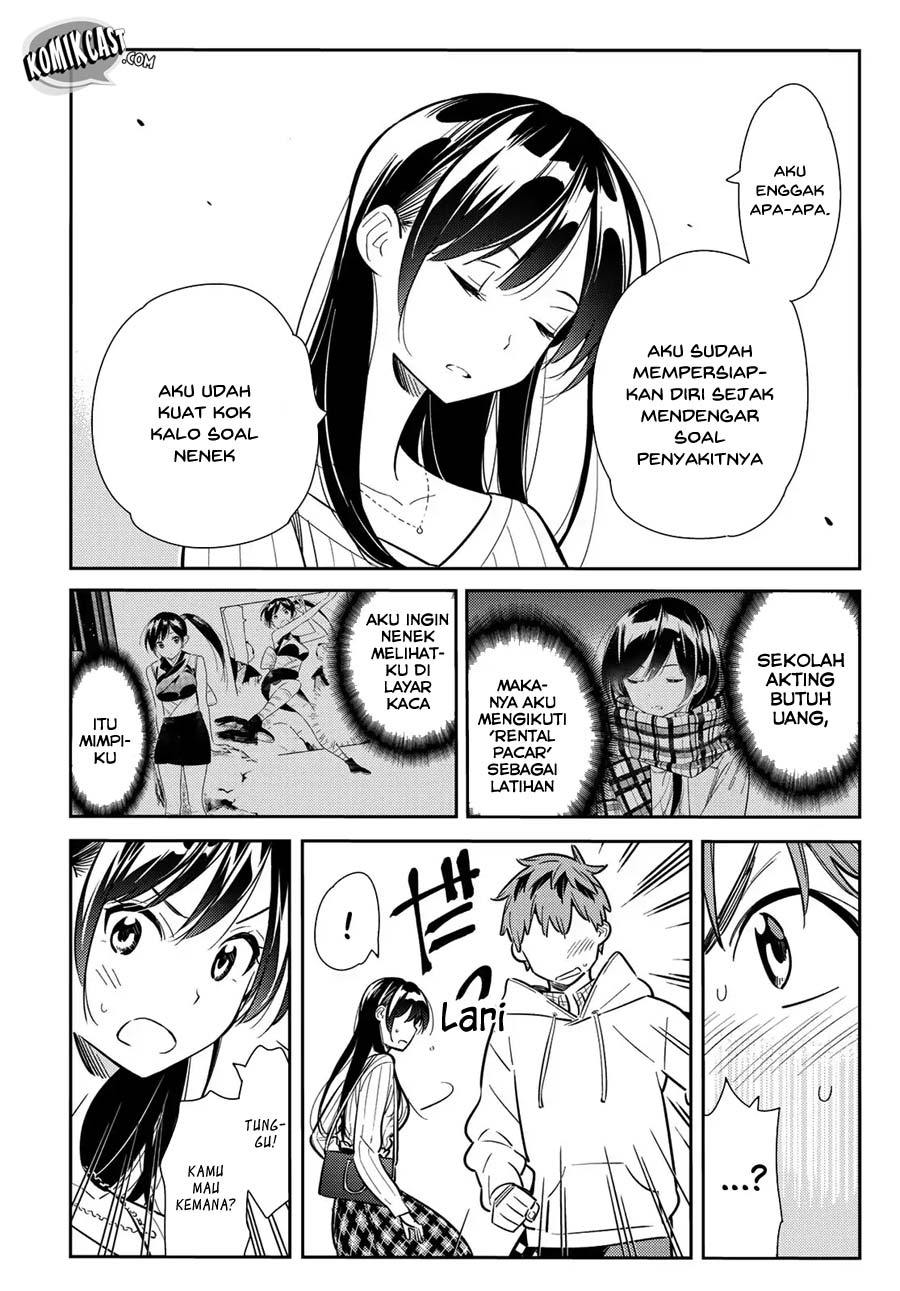 KOMIKCAST
.COM
AKU
ENGGAK
APA-APA.
AKU SUDAH
MEMPERSIAP-
KAN DIRI SEJAK
MENDENGAR
SOAL
PENYAKITNYA
AKU UDAH
KUAT KOK
KALO SOAL
NENEK
SEKOLAH
AKTING
BUTUH
UANG,
MAKA-
NYA AKU
MENGIKUTI
'RENTAL
PACAR'
SEBAGAI
LATIHAN
AKU INGIN
NENEK
MELIHAT-
KU DI
LAYAR
KACA
ITU
MIMPI-
KU
...?
!
ダッ
Lari
TUNG-
GU!
KAMU
MAU
KEMANA?